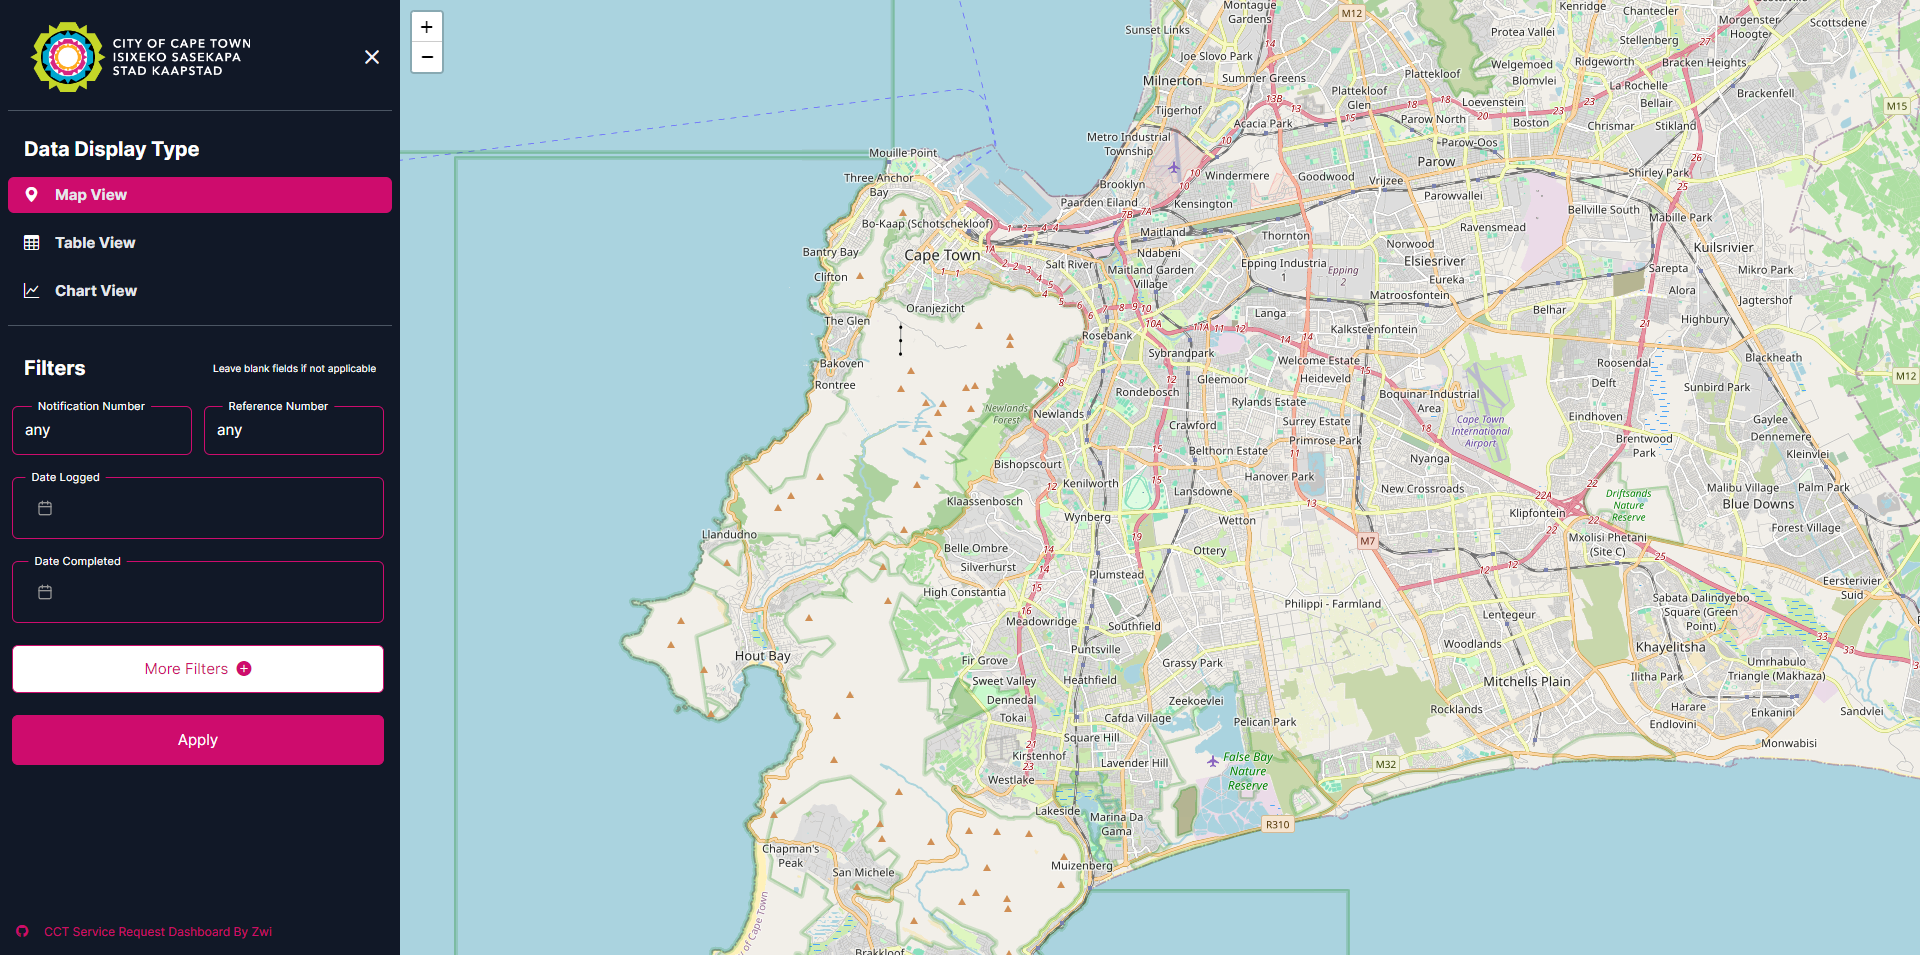 CITY OF CAPE TOWN
ISIXEKO SASEKAPA
STAD KAAPSTAD
Data Display Type
Map View
Table View
Chart View
Filters
Leave blank fields if not applicable
Notification Number
any
Reference Number
any
Date Logged
Date Completed
More Filters
Apply
CCT Service Request Dashboard By Zwi
+
−
Montague
Gardens
M12
Kenridge
Chantecler
Morgenster
Hoogte
Scottsdene
Sunset Links
Protea Vallei
Stellenberg
Joe Slovo Park
Welgemoed
Ridgeworth
Bracken Heights
Milnerton
Summer Greens
Plattekloof
Blomvlei
La Rochelle
Plattekloof
Glen
Loevenstein
Bellair
Brackenfell
M15
Tijgerhof
Acacia Park
Parow North
Boston
Chrismar
Stikland
Metro Industrial
Township
Parow-Oos
Mouille Point
Parow
Three Anchor
Bay
Brooklyn
Windermere
Goodwood
Vrijzee
Shirley Park
Paarden Eiland
Kensington
Parowvallei
Bellville South
Mabille Park
Bo-Kaap (Schotschekloof)
Maitland
Thornton
Ravensmead
Norwood
Kuilsrivier
Bantry Bay
Cape Town
Salt River
Ndabeni
Epping Industria
1
Epping
2
Elsiesrivier
Sarepta
Mikro Park
Clifton
Maitland Garden
Village
Eureka
Matroosfontein
Alora
Jagtershof
Oranjezicht
Langa
Belhar
Highbury
The Glen
Rosebank
Kalksteenfontein
Sybrandpark
Welcome Estate
Roosendal
Blackheath
Bakoven
Gleemoor
Heideveld
Delft
Sunbird Park
M12
Rontree
Rondebosch
Rylands Estate
Boquinar Industrial
Area
Newlands
Forest
Newlands
Crawford
Surrey Estate
Cape Town
International
Airport
Eindhoven
Gaylee
Primrose Park
Brentwood
Park
Dennemere
Belthorn Estate
Nyanga
Kleinvlei
Bishopscourt
Hanover Park
Kenilworth
Lansdowne
New Crossroads
Driftsands
Nature
Reserve
Malibu Village
Palm Park
Klaassenbosch
Blue Downs
Wynberg
Wetton
Klipfontein
Forest Village
Llandudno
M7
Mxolisi Phetani
(Site C)
Belle Ombre
Ottery
Silverhurst
Plumstead
Eersterivier
Suid
High Constantia
Philippi - Farmland
Sabata Dalindyebo
Square (Green
Point)
Meadowridge
Southfield
Lentegeur
Hout Bay
Puntsville
Woodlands
Khayelitsha
Fir Grove
Grassy Park
Umrhabulo
Triangle (Makhaza)
Sweet Valley
Heathfield
Mitchells Plain
Ilitha Park
Dennedal
Zeekoevlei
Tokai
Cafda Village
Pelican Park
Rocklands
Harare
Enkanini
Sandvlei
Endlovini
Square Hill
Monwabisi
Kirstenhof
Lavender Hill
False Bay
Nature
Reserve
M32
Westlake
Lakeside
Marina Da
Gama
R310
Chapman's
Peak
Muizenberg
San Michele
of Cape Town
Brakkloof